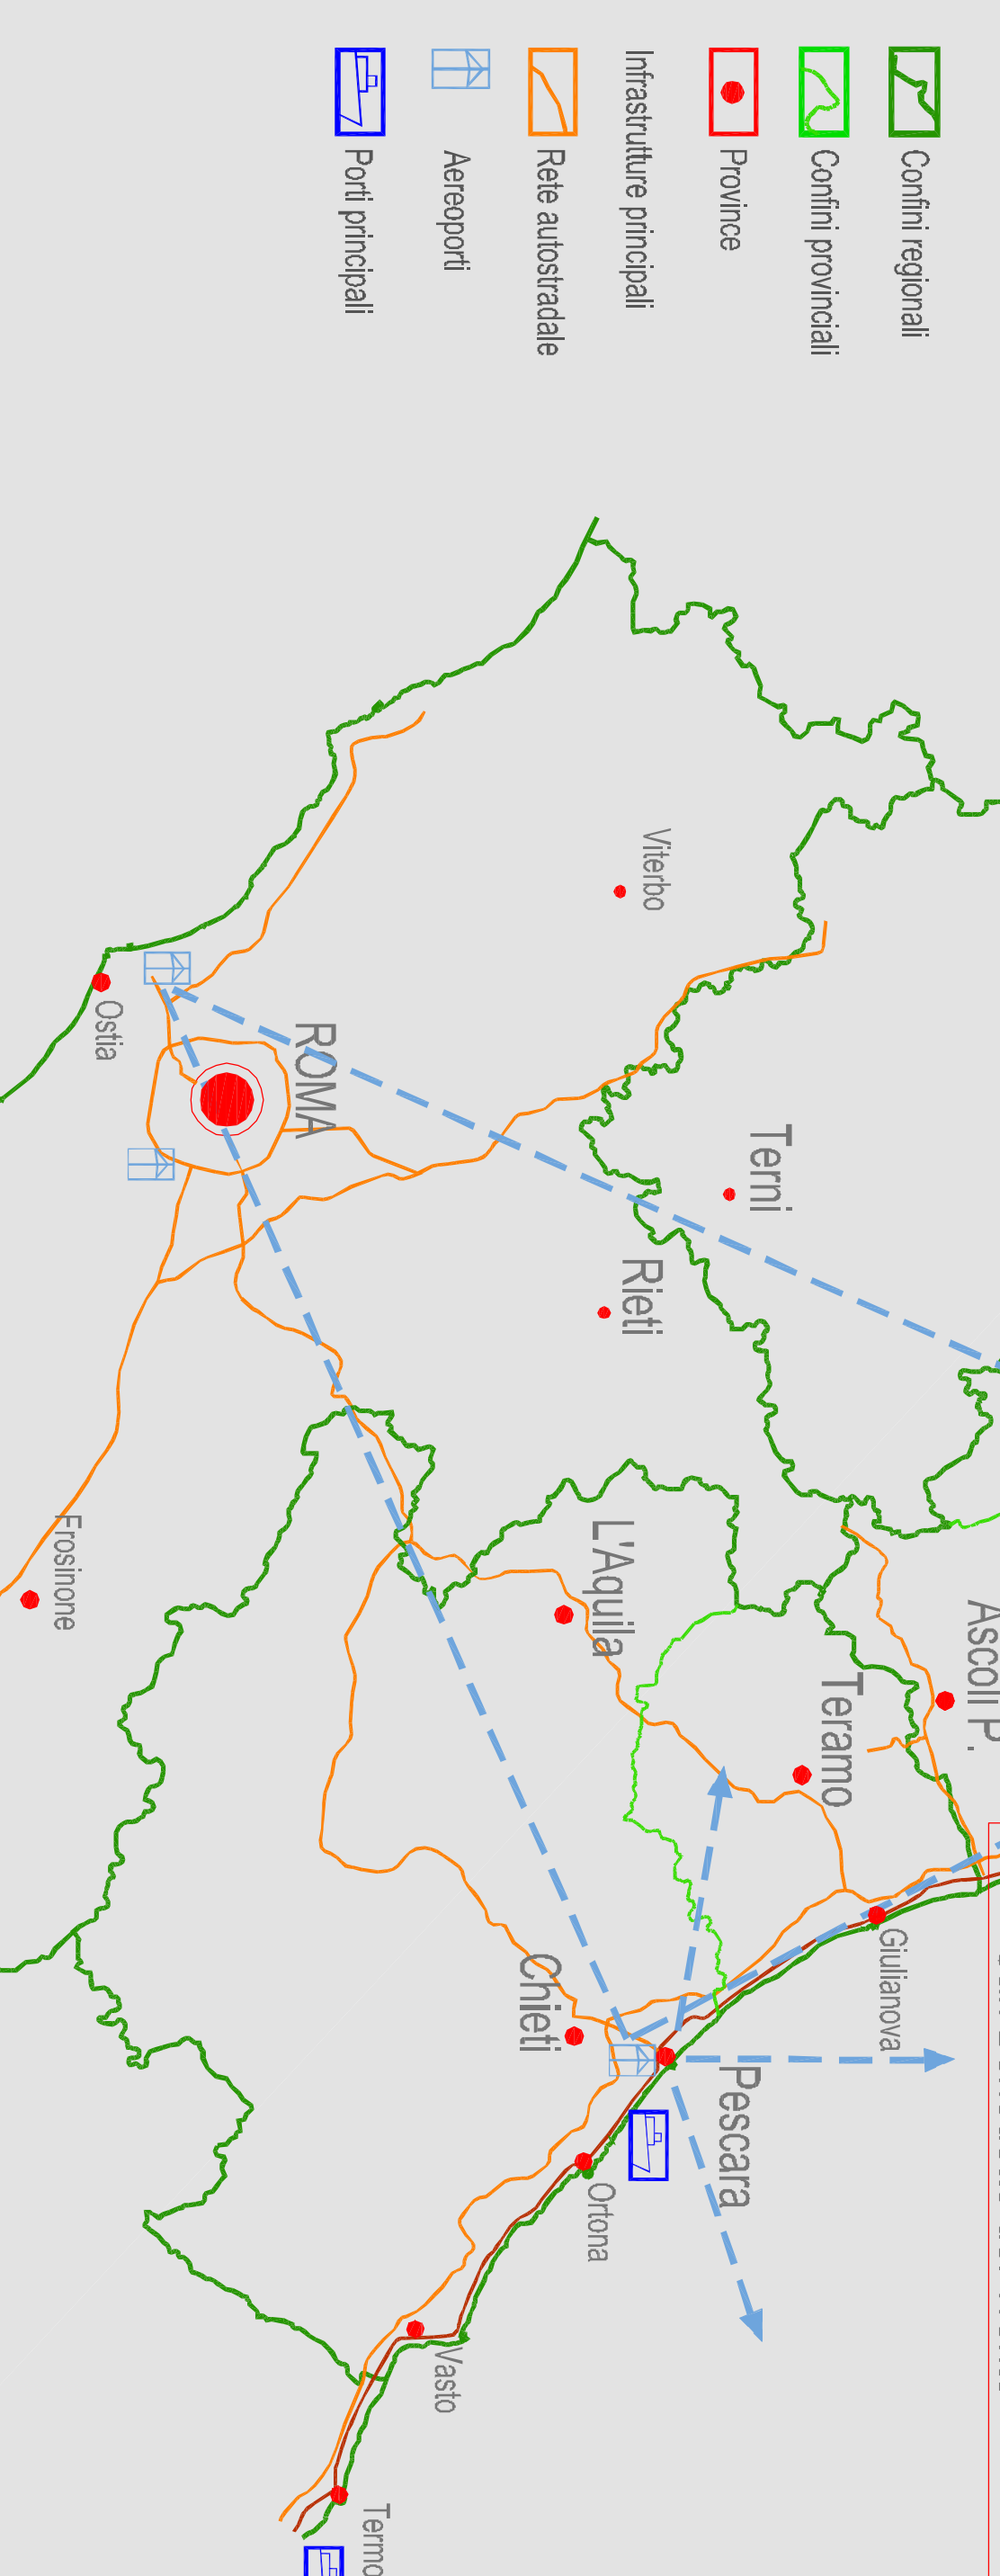 Confini regionali
Confini provinciali
Province
Infrastrutture principali
Rete autostradale
Aereoporti
Porti principali
Ascoli P.
Giulianova
Teramo
Terni
Pescara
Viterbo
Rieti
L'Aquila
Ortona
Chieti
Vasto
Termo
ROMA
Ostia
Frosinone